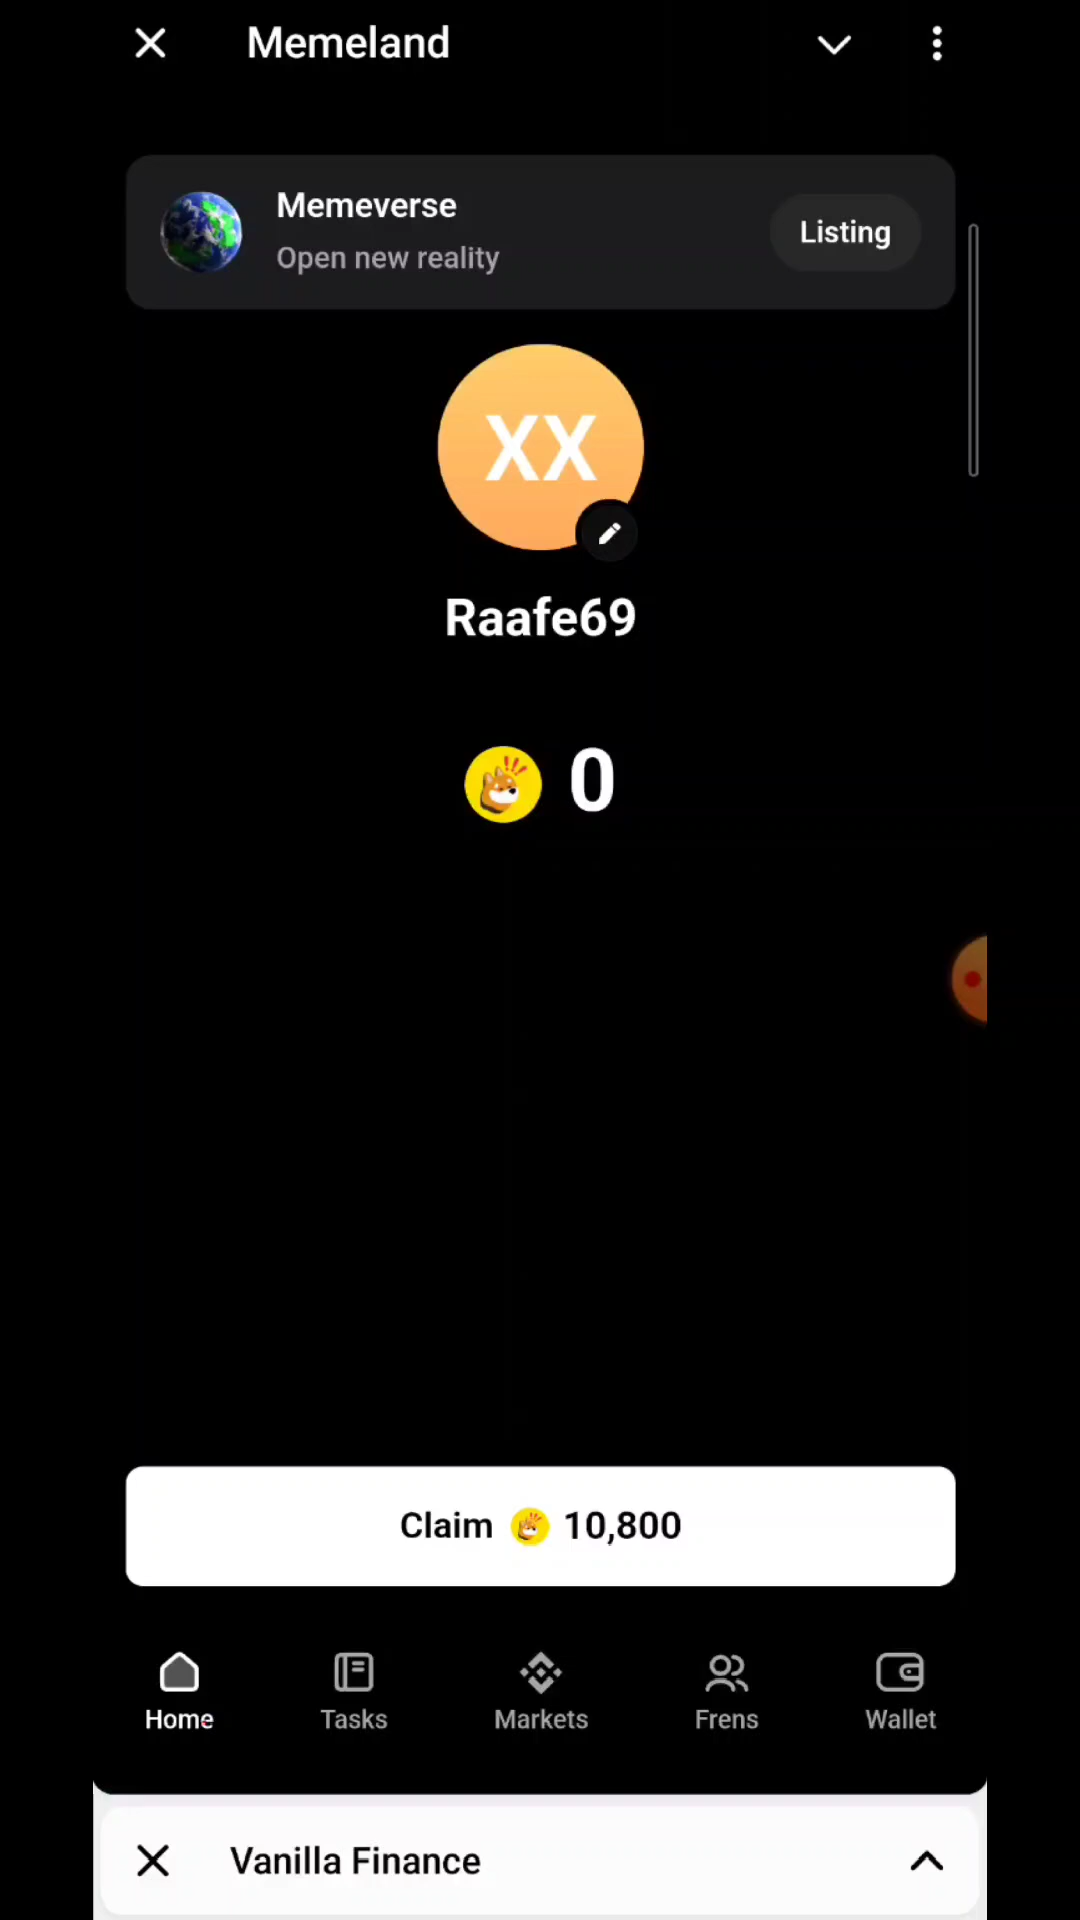 Memeland
Memeverse
Open new reality
Listing
XX
Raafe69
0
Claim 10,800
Home
Tasks
Markets
Frens
Wallet
Vanilla Finance